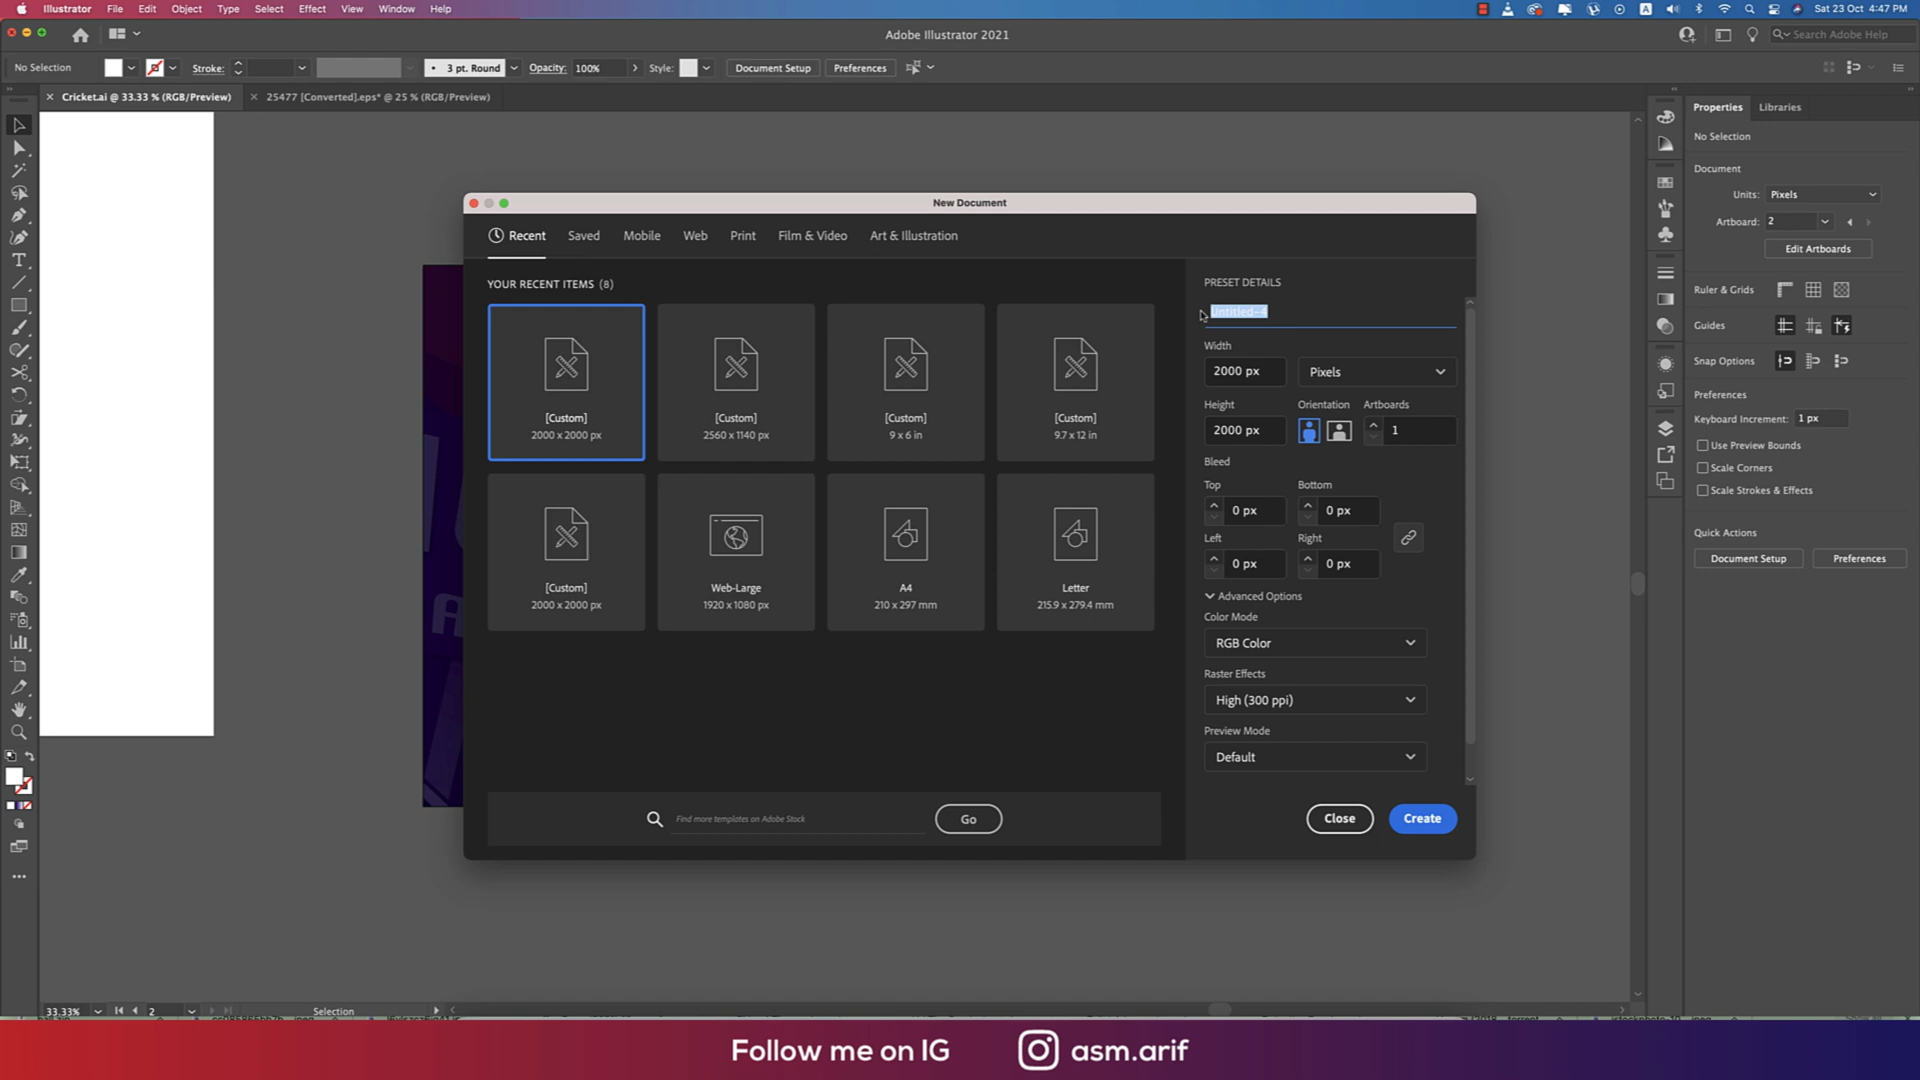 Illustrator File Edit Object Type Select Effect View Window Help
A Sat 23 Oct 4:47 PM
Adobe Illustrator 2021
Search Adobe Help
No Selection Stroke: 3 pt. Round Opacity: 100% Style: Document Setup Preferences
Cricket.ai @ 33.33 % (RGB/Preview)
25477 [Converted].eps* @ 25 % (RGB/Preview)
New Document
Recent Saved Mobile Web Print Film & Video Art & Illustration
YOUR RECENT ITEMS (8)
[Custom]
2000 x 2000 px
[Custom]
2560 x 1140 px
[Custom]
9 x 6 in
[Custom]
9.7 x 12 in
[Custom]
2000 x 2000 px
Web-Large
1920 x 1080 px
A4
210 x 297 mm
Letter
215.9 x 279.4 mm
Find more templates on Adobe Stock
Go
PRESET DETAILS
Untitled-4
Width
2000 px Pixels
Height Orientation Artboards
2000 px 1
Bleed
Top Bottom
0 px 0 px
Left Right
0 px 0 px
Advanced Options
Color Mode
RGB Color
Raster Effects
High (300 ppi)
Preview Mode
Default
Close Create
Properties Libraries
No Selection
Document
Units: Pixels
Artboard: 2
Edit Artboards
Ruler & Grids
Guides
Snap Options
Preferences
Keyboard Increment: 1 px
Use Preview Bounds
Scale Corners
Scale Strokes & Effects
Quick Actions
Document Setup Preferences
33.33% 2 Selection
Follow me on IG asm.arif